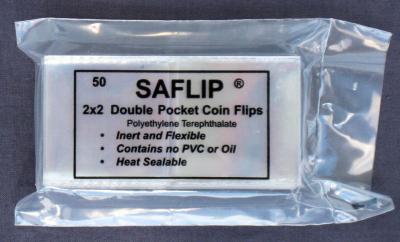 50
SAFLIP ®
2x2 Double Pocket Coin Flips
Polyethylene Terephthalate
• Inert and Flexible
• Contains no PVC or Oil
• Heat Sealable